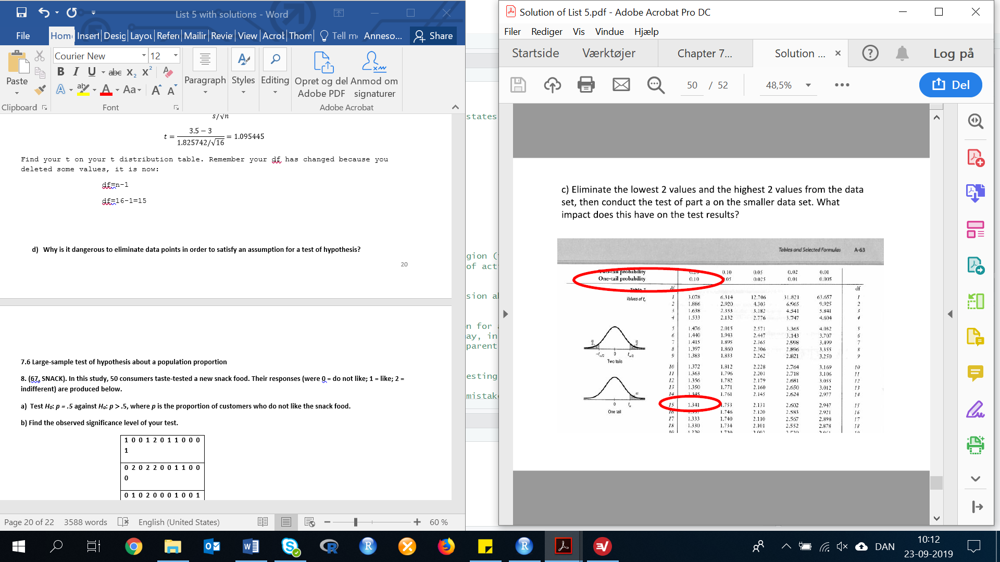 List 5 with solutions - Word
File Home Insert Desig Layou Refere Mailin Revie View Acrob Thom Tell me Anneso... Share
Courier New 12
Paste Paragraph Styles Editing Opret og del Adobe PDF Anmod om signaturer
Clipboard Font Adobe Acrobat
s/√n
t = 3.5 − 3 / 1.825742/√16 = 1.095445
Find your t on your t distribution table. Remember your df has changed because you
deleted some values, it is now:
df=n-1
df=16-1=15
d) Why is it dangerous to eliminate data points in order to satisfy an assumption for a test of hypothesis?
20
7.6 Large-sample test of hypothesis about a population proportion
8. (67, SNACK). In this study, 50 consumers taste-tested a new snack food. Their responses (were 0 = do not like; 1 = like; 2 =
indifferent) are produced below.
a) Test H₀: p = .5 against Hₐ: p > .5, where p is the proportion of customers who do not like the snack food.
b) Find the observed significance level of your test.
1 0 0 1 2 0 1 1 0 0 0
1
0 2 0 2 2 0 0 1 1 0 0
0
0 1 0 2 0 0 0 1 0 0 1
Page 20 of 22 3588 words English (United States) 60 %
states
gion (
of act
sion a
n for
ay, in
parent
esting
mistak
Solution of List 5.pdf - Adobe Acrobat Pro DC
Filer Rediger Vis Vindue Hjælp
Startside Værktøjer Chapter 7... Solution ... × Log på
50 / 52 48,5% Del
c) Eliminate the lowest 2 values and the highest 2 values from the data
set, then conduct the test of part a on the smaller data set. What
impact does this have on the test results?
Tables and Selected Formulas A-63
Two-tail probability 0.20 0.10 0.05 0.02 0.01
One-tail probability 0.10 .05 0.025 0.01 0.005
Table T df df
Values of tα 1 3.078 6.314 12.706 31.821 63.657 1
2 1.886 2.920 4.303 6.965 9.925 2
3 1.638 2.353 3.182 4.541 5.841 3
4 1.533 2.132 2.776 3.747 4.604 4
5 1.476 2.015 2.571 3.365 4.032 5
6 1.440 1.943 2.447 3.143 3.707 6
7 1.415 1.895 2.365 2.998 3.499 7
8 1.397 1.860 2.306 2.896 3.355 8
9 1.383 1.833 2.262 2.821 3.250 9
Two tails
10 1.372 1.812 2.228 2.764 3.169 10
11 1.363 1.796 2.201 2.718 3.106 11
12 1.356 1.782 2.179 2.681 3.055 12
13 1.350 1.771 2.160 2.650 3.012 13
14 1.345 1.761 2.145 2.624 2.977 14
15 1.341 1.753 2.131 2.602 2.947 15
16 1.337 1.746 2.120 2.583 2.921 16
One tail
17 1.333 1.740 2.110 2.567 2.898 17
18 1.330 1.734 2.101 2.552 2.878 18
DAN
10:12
23-09-2019